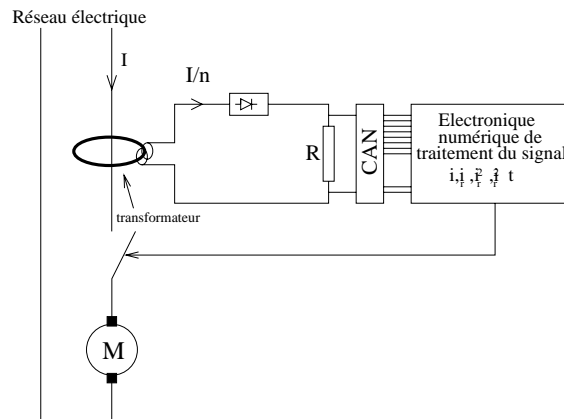 Réseau électrique
I
I/n
R
CAN
Electronique
numérique de
traitement du signal
transformateur
M